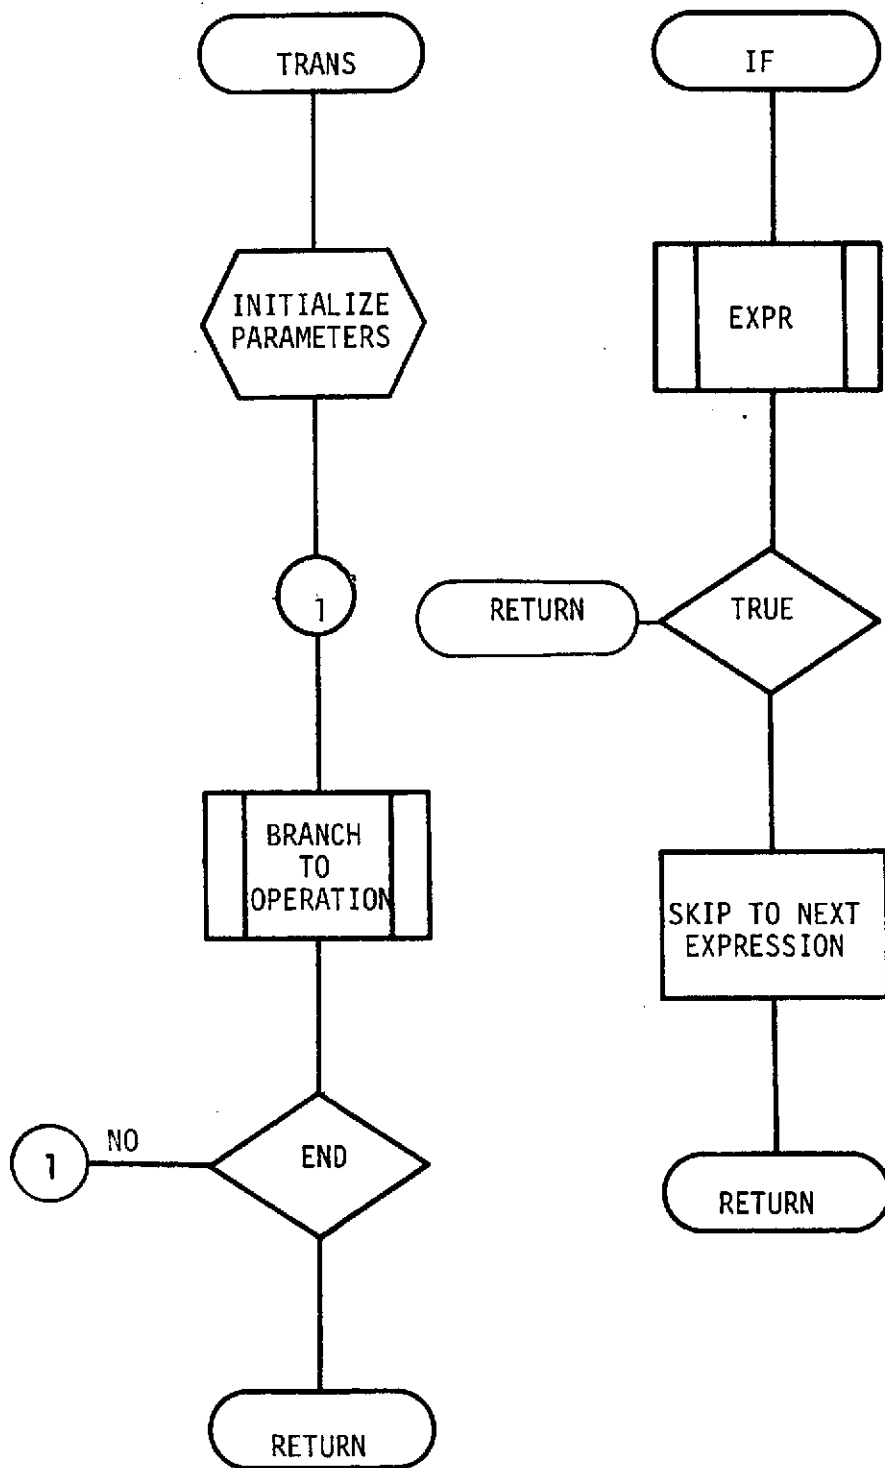 TRANS
INITIALIZE
PARAMETERS
1
BRANCH
TO
OPERATION
END
NO
1
RETURN
IF
EXPR
TRUE
RETURN
SKIP TO NEXT
EXPRESSION
RETURN